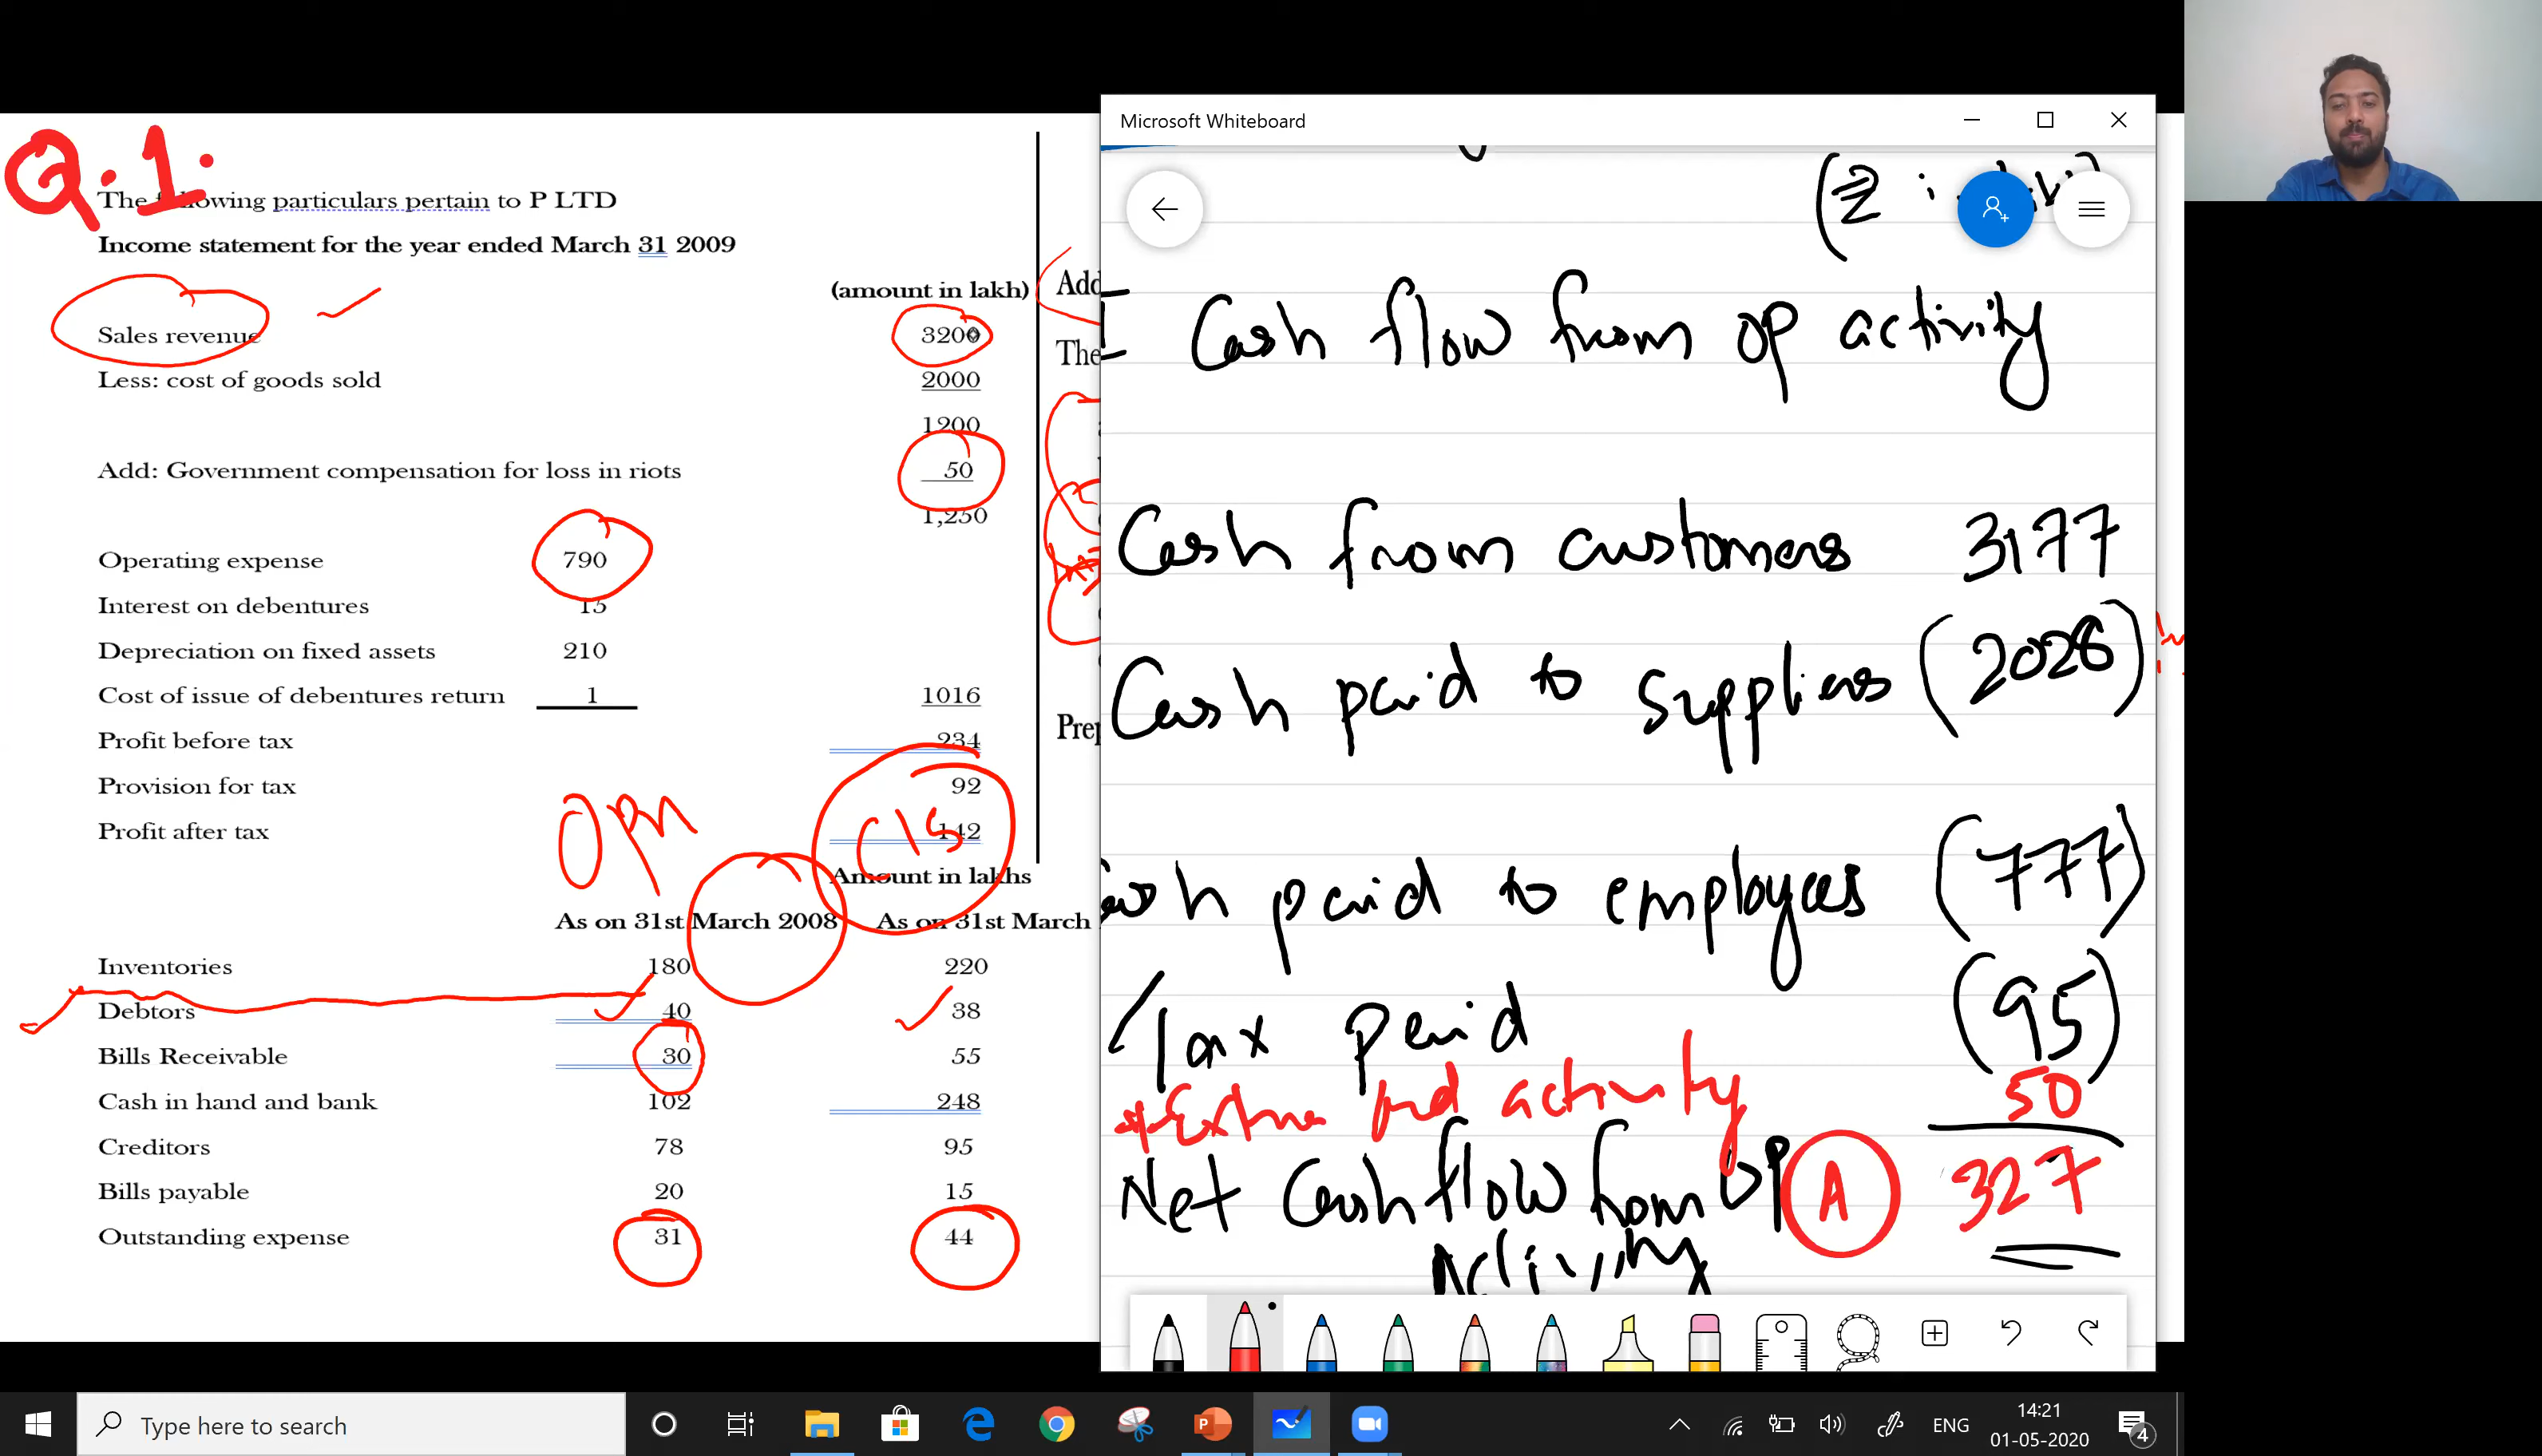 Q.1.
The following particulars pertain to P LTD
Income statement for the year ended March 31 2009
(amount in lakh)
Sales revenue 3200
Less: cost of goods sold 2000
1200
Add: Government compensation for loss in riots 50
1,250
Operating expense 790
Interest on debentures 15
Depreciation on fixed assets 210
Cost of issue of debentures return 1 1016
Profit before tax 234
Provision for tax 92
Profit after tax 142
Opn Cls
Amount in lakhs
As on 31st March 2008 As on 31st March
Inventories 180 220
Debtors 40 38
Bills Receivable 30 55
Cash in hand and bank 102 248
Creditors 78 95
Bills payable 20 15
Outstanding expense 31 44
Add
The
Prep
Microsoft Whiteboard
Cash flow from op activity
Cash from customers 3177
Cash paid to suppliers (2028)
Cash paid to employees (777)
Tax paid (95)
activity 50
Net Cash flow from op A 327
Activity
Type here to search
ENG
14:21
01-05-2020
4